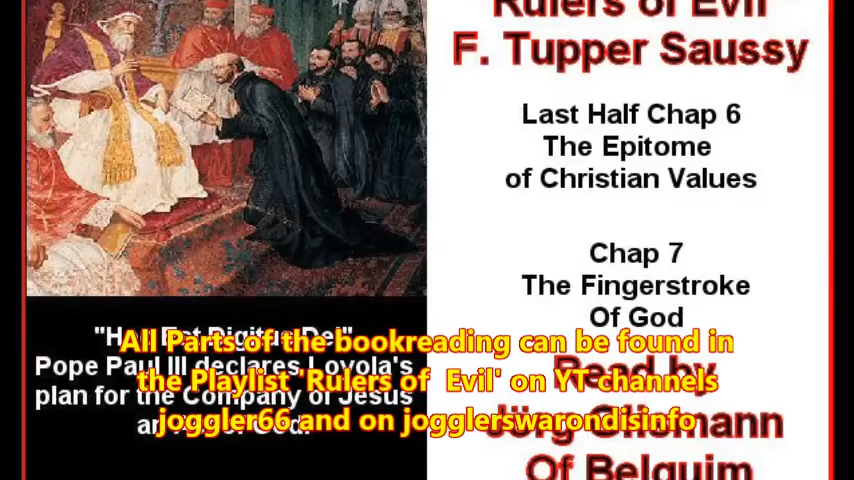 Rulers of Evil
F. Tupper Saussy
Last Half Chap 6
The Epitome
of Christian Values
Chap 7
The Fingerstroke
Of God
Read by
Of Belguim
Est Digitus Dei"
Pope Paul III declares Loyola's
plan for the Company of Jesus
All Parts of the bookreading can be found in
the Playlist 'Rulers of Evil' on YT channels
joggler66 and on jogglerswarondisinfo